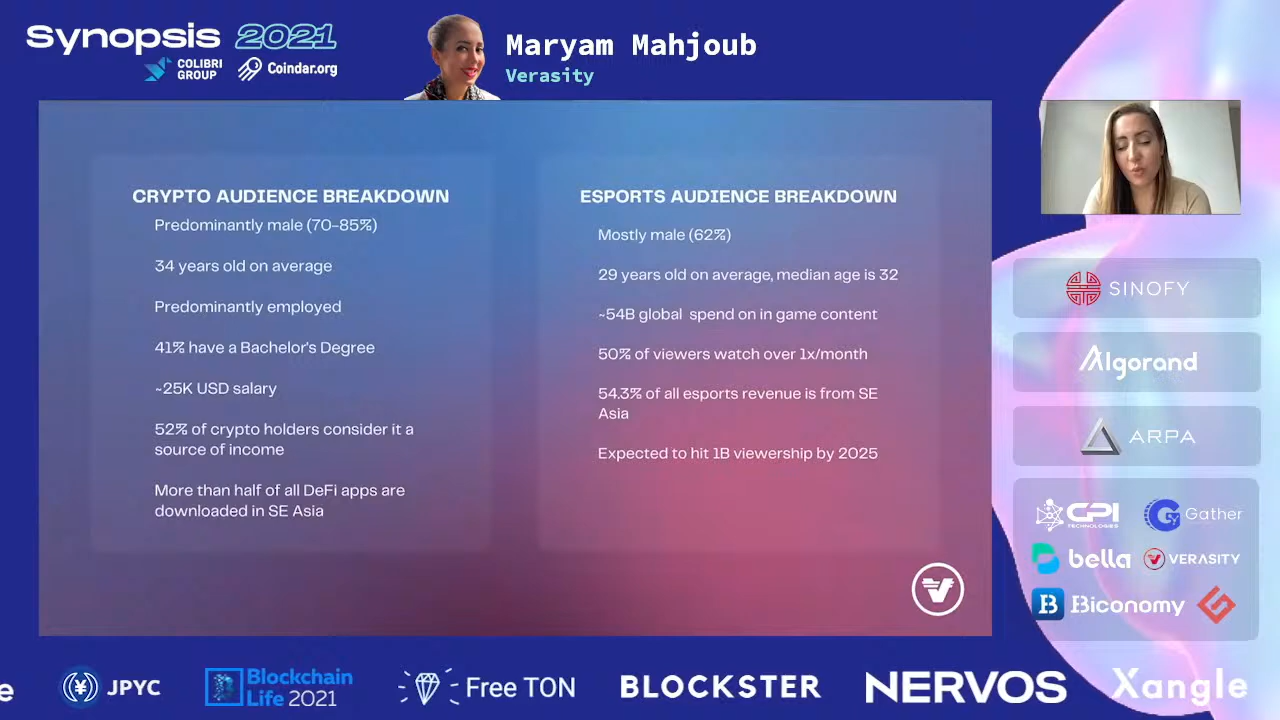 Synopsis 2021
COLIBRI
GROUP
Coindar.org
Maryam Mahjoub
Verasity
CRYPTO AUDIENCE BREAKDOWN
Predominantly male (70-85%)
34 years old on average
Predominantly employed
41% have a Bachelor's Degree
~25K USD salary
52% of crypto holders consider it a
source of income
More than half of all DeFi apps are
downloaded in SE Asia
ESPORTS AUDIENCE BREAKDOWN
Mostly male (62%)
29 years old on average, median age is 32
~54B global spend on in game content
50% of viewers watch over 1x/month
54.3% of all esports revenue is from SE
Asia
Expected to hit 1B viewership by 2025
SINOFY
Algorand
ARPA
CPI
TECHNOLOGIES
Gather
bella
VERASITY
Biconomy
e
JPYC
Blockchain
Life 2021
Free TON
BLOCKSTER
NERVOS
Xangle